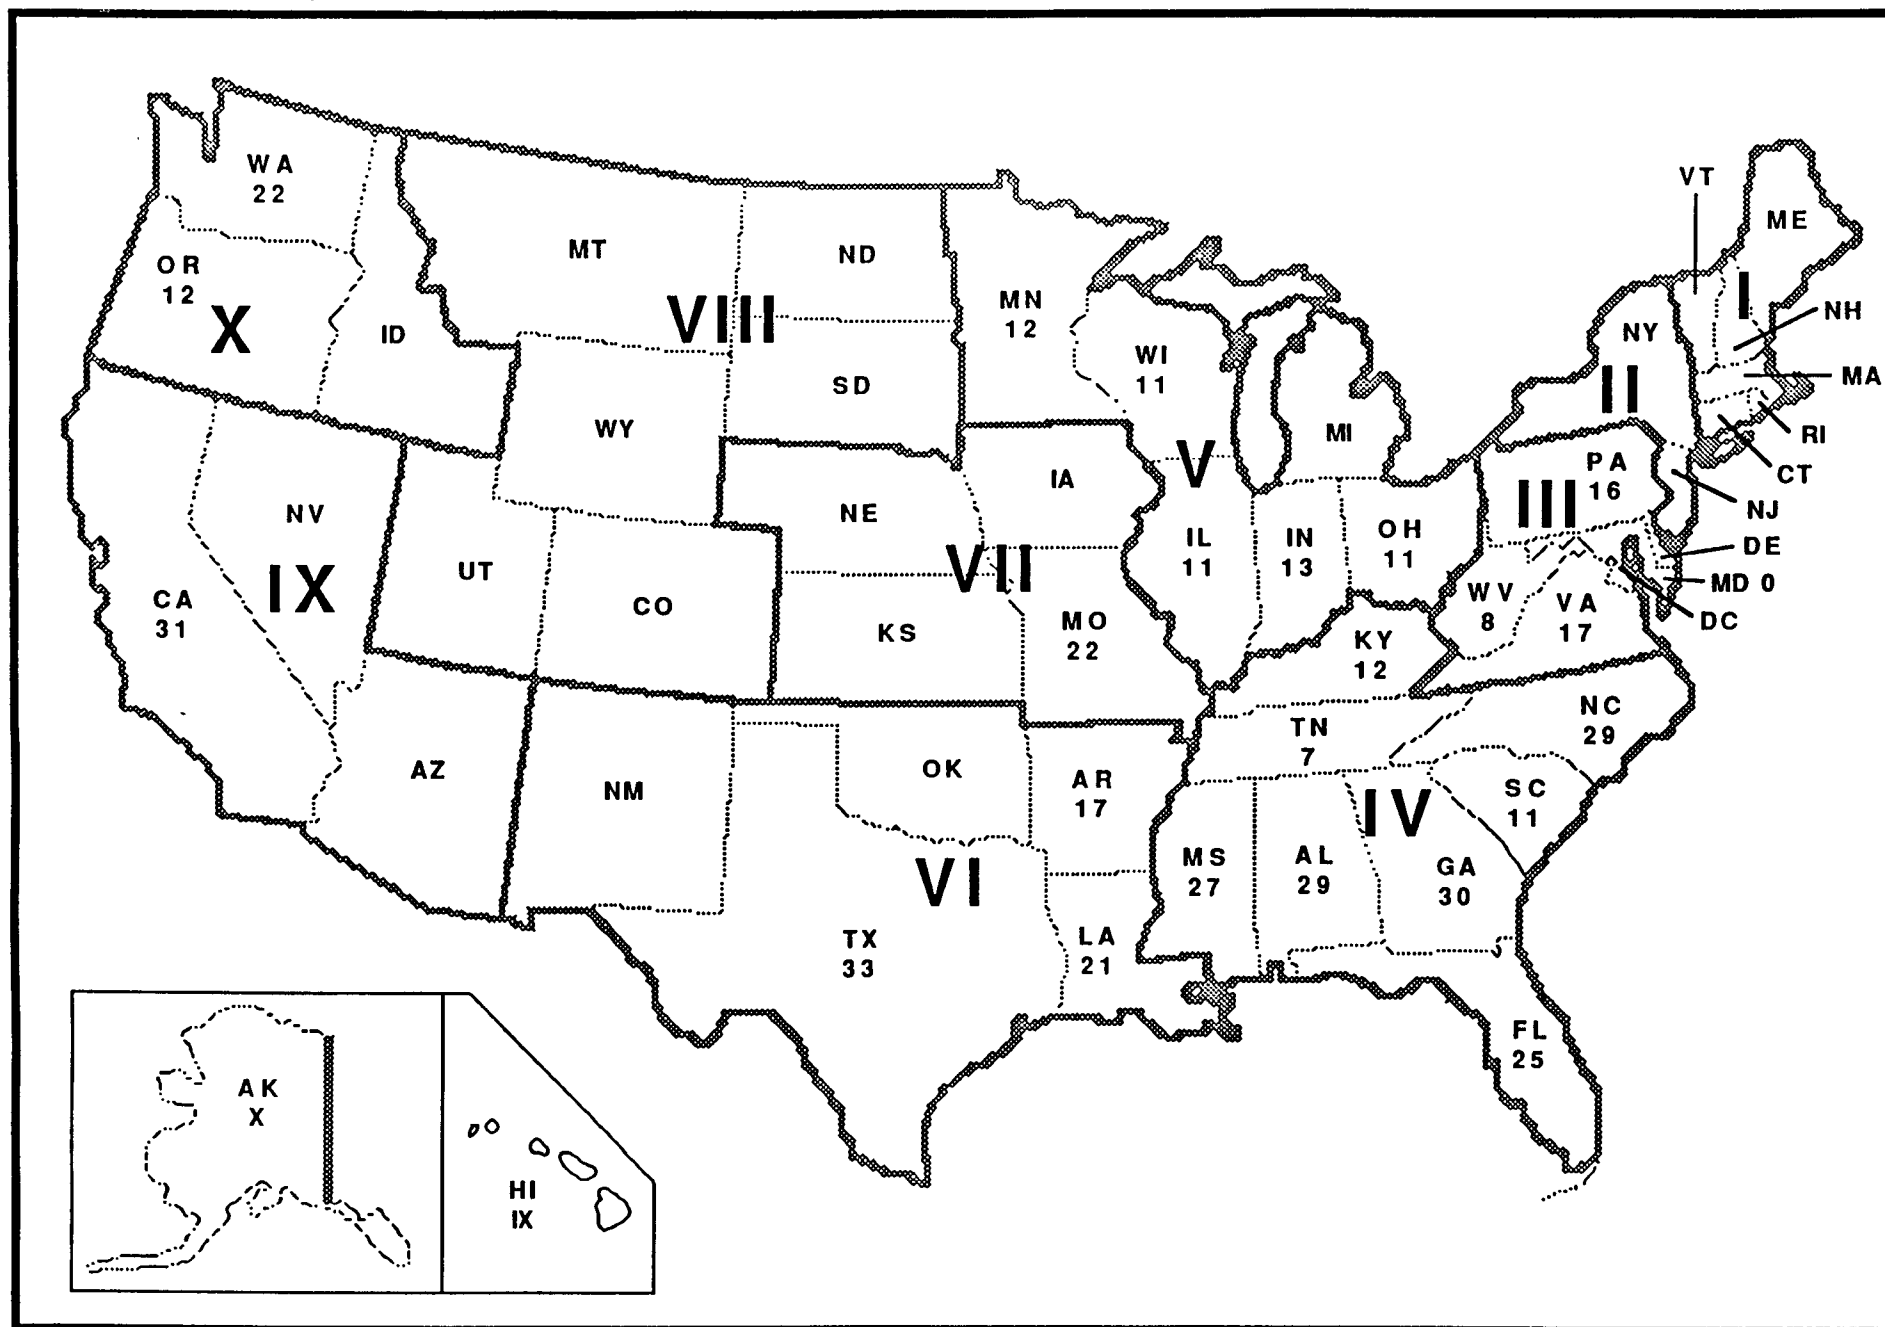 WA
22
OR
12
X
ID
MT
VIII
ND
SD
WY
MN
12
WI
11
V
MI
VT
ME
I
NH
NY
II
MA
RI
CT
PA
16
III
NJ
DE
MD 0
DC
NV
IX
CA
31
UT
CO
NE
VII
KS
IA
MO
22
IL
11
IN
13
OH
11
WV
8
VA
17
KY
12
TN
7
NC
29
SC
11
IV
AZ
NM
OK
AR
17
VI
TX
33
LA
21
MS
27
AL
29
GA
30
FL
25
AK
X
HI
IX